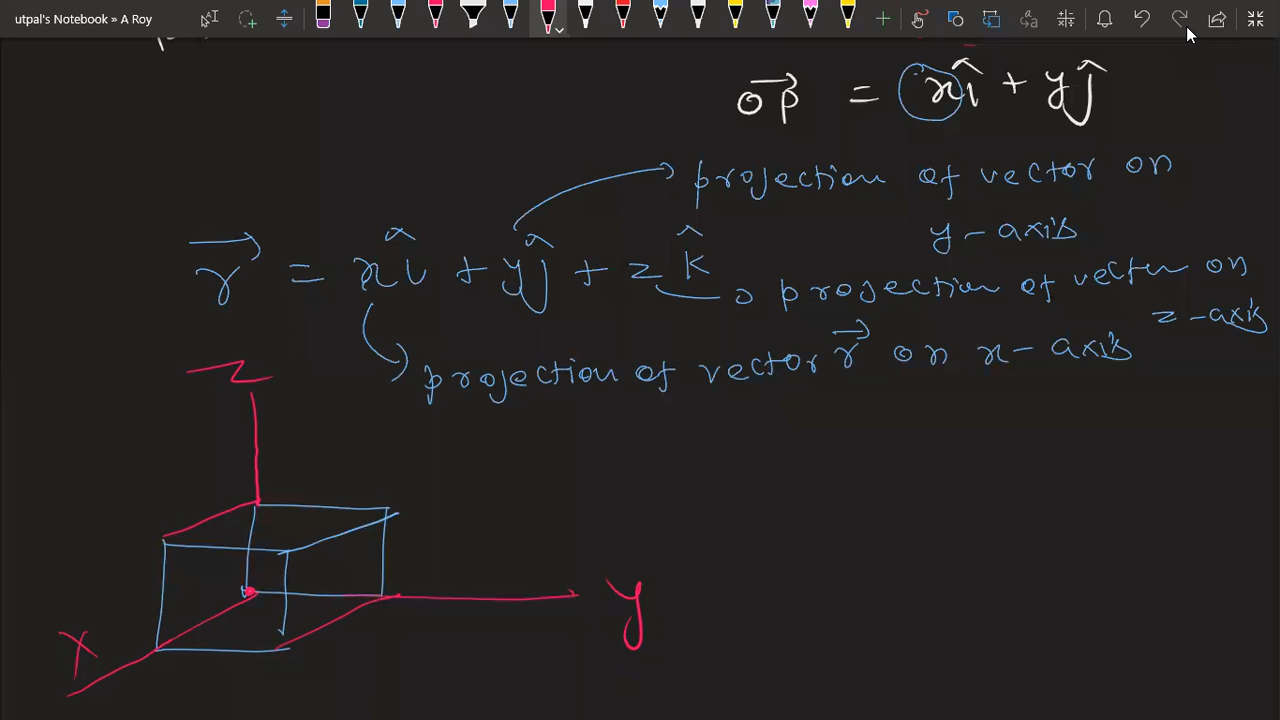 utpal's Notebook » A Roy
→OP = xî + yĵ
projection of vector on
y-axis
→r = xî + yĵ + z k̂
projection of vector on
z-axis
projection of vector →r on x-axis
Z
X
y